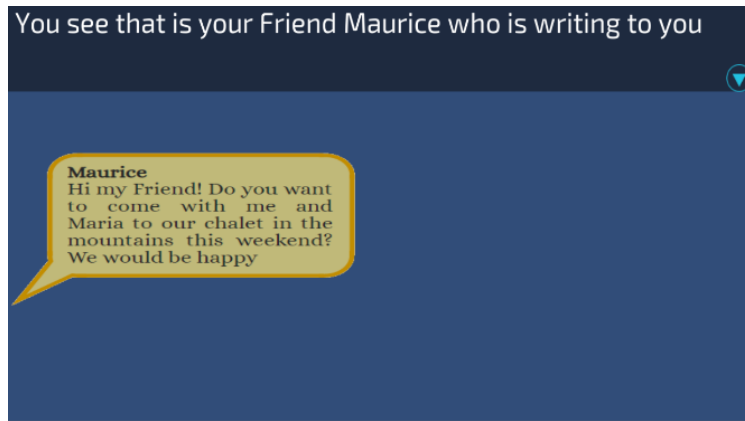 You see that is your Friend Maurice who is writing to you
Maurice
Hi my Friend! Do you want
to come with me and
Maria to our chalet in the
mountains this weekend?
We would be happy